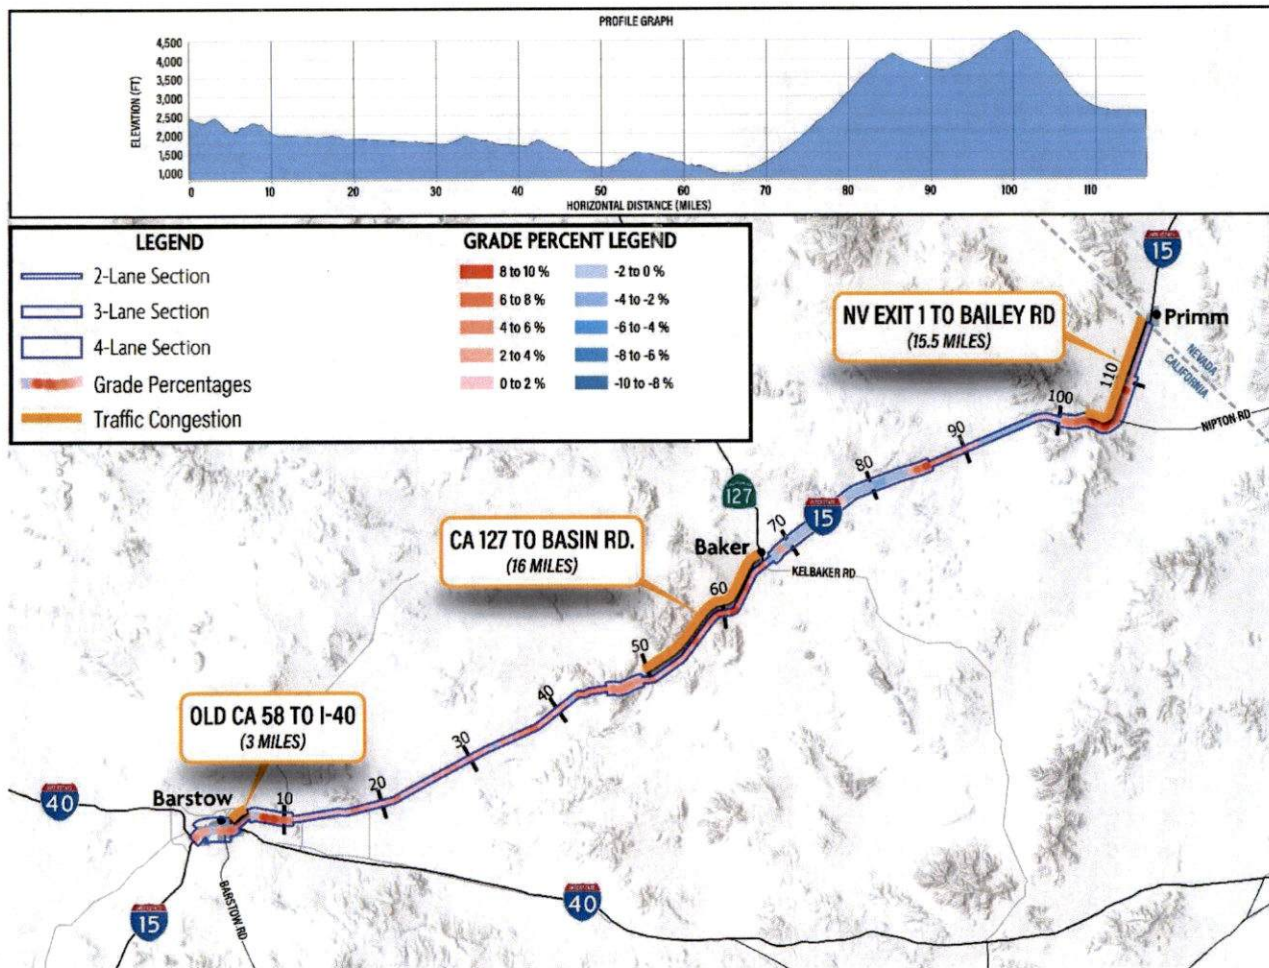 PROFILE GRAPH
ELEVATION (FT)
4,500
4,000
3,500
3,000
2,500
2,000
1,500
1,000
0
10
20
30
40
50
60
70
80
90
100
110
HORIZONTAL DISTANCE (MILES)
LEGEND
2-Lane Section
3-Lane Section
4-Lane Section
Grade Percentages
Traffic Congestion
GRADE PERCENT LEGEND
8 to 10 %
6 to 8 %
4 to 6 %
2 to 4 %
0 to 2 %
-2 to 0 %
-4 to -2 %
-6 to -4 %
-8 to -6 %
-10 to -8 %
15
NV EXIT 1 TO BAILEY RD
(15.5 MILES)
Primm
NEVADA
CALIFORNIA
110
100
NIPTON RD
90
80
127
15
70
CA 127 TO BASIN RD.
(16 MILES)
Baker
KELBAKER RD
60
50
40
OLD CA 58 TO I-40
(3 MILES)
30
20
40
Barstow
10
BARSTOW RD
40
15